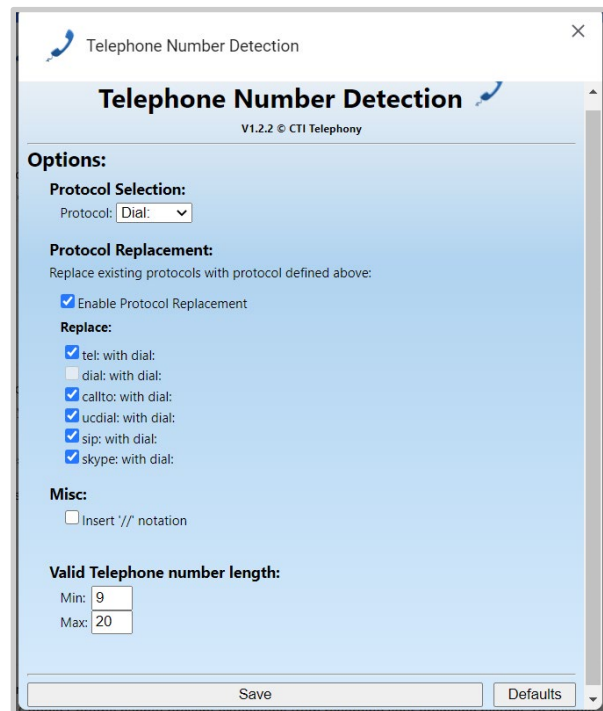 Telephone Number Detection
Telephone Number Detection
V1.2.2 © CTI Telephony
Options:
Protocol Selection:
Protocol: Dial:
Protocol Replacement:
Replace existing protocols with protocol defined above:
Enable Protocol Replacement
Replace:
tel: with dial:
dial: with dial:
callto: with dial:
ucdial: with dial:
sip: with dial:
skype: with dial:
Misc:
Insert '//' notation
Valid Telephone number length:
Min: 9
Max: 20
Save Defaults